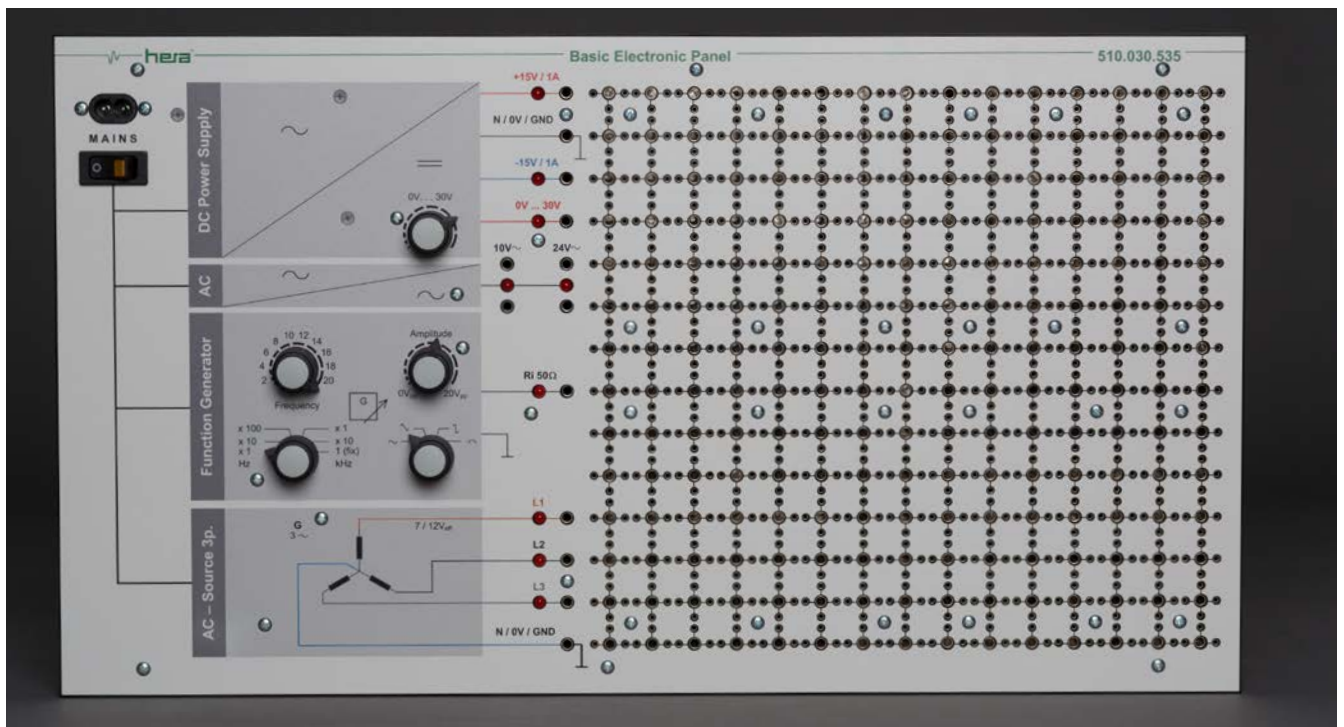 hera
Basic Electronic Panel
510.030.535
MAINS
O
DC Power Supply
0V. . . . 30V
+15V / 1A
N / 0V / GND
-15V / 1A
0V ... 30V
AC
10V~
24V~
Function Generator
2 4 6 8 10 12 14 16 18 20
Frequency
Amplitude
0Vpp
20Vpp
G
Ri 50Ω
x 100
x 10
x 1
Hz
x 1
x 10
1 (fix)
kHz
AC – Source 3p.
G
3~
7 / 12Veff
L1
L2
L3
N / 0V / GND